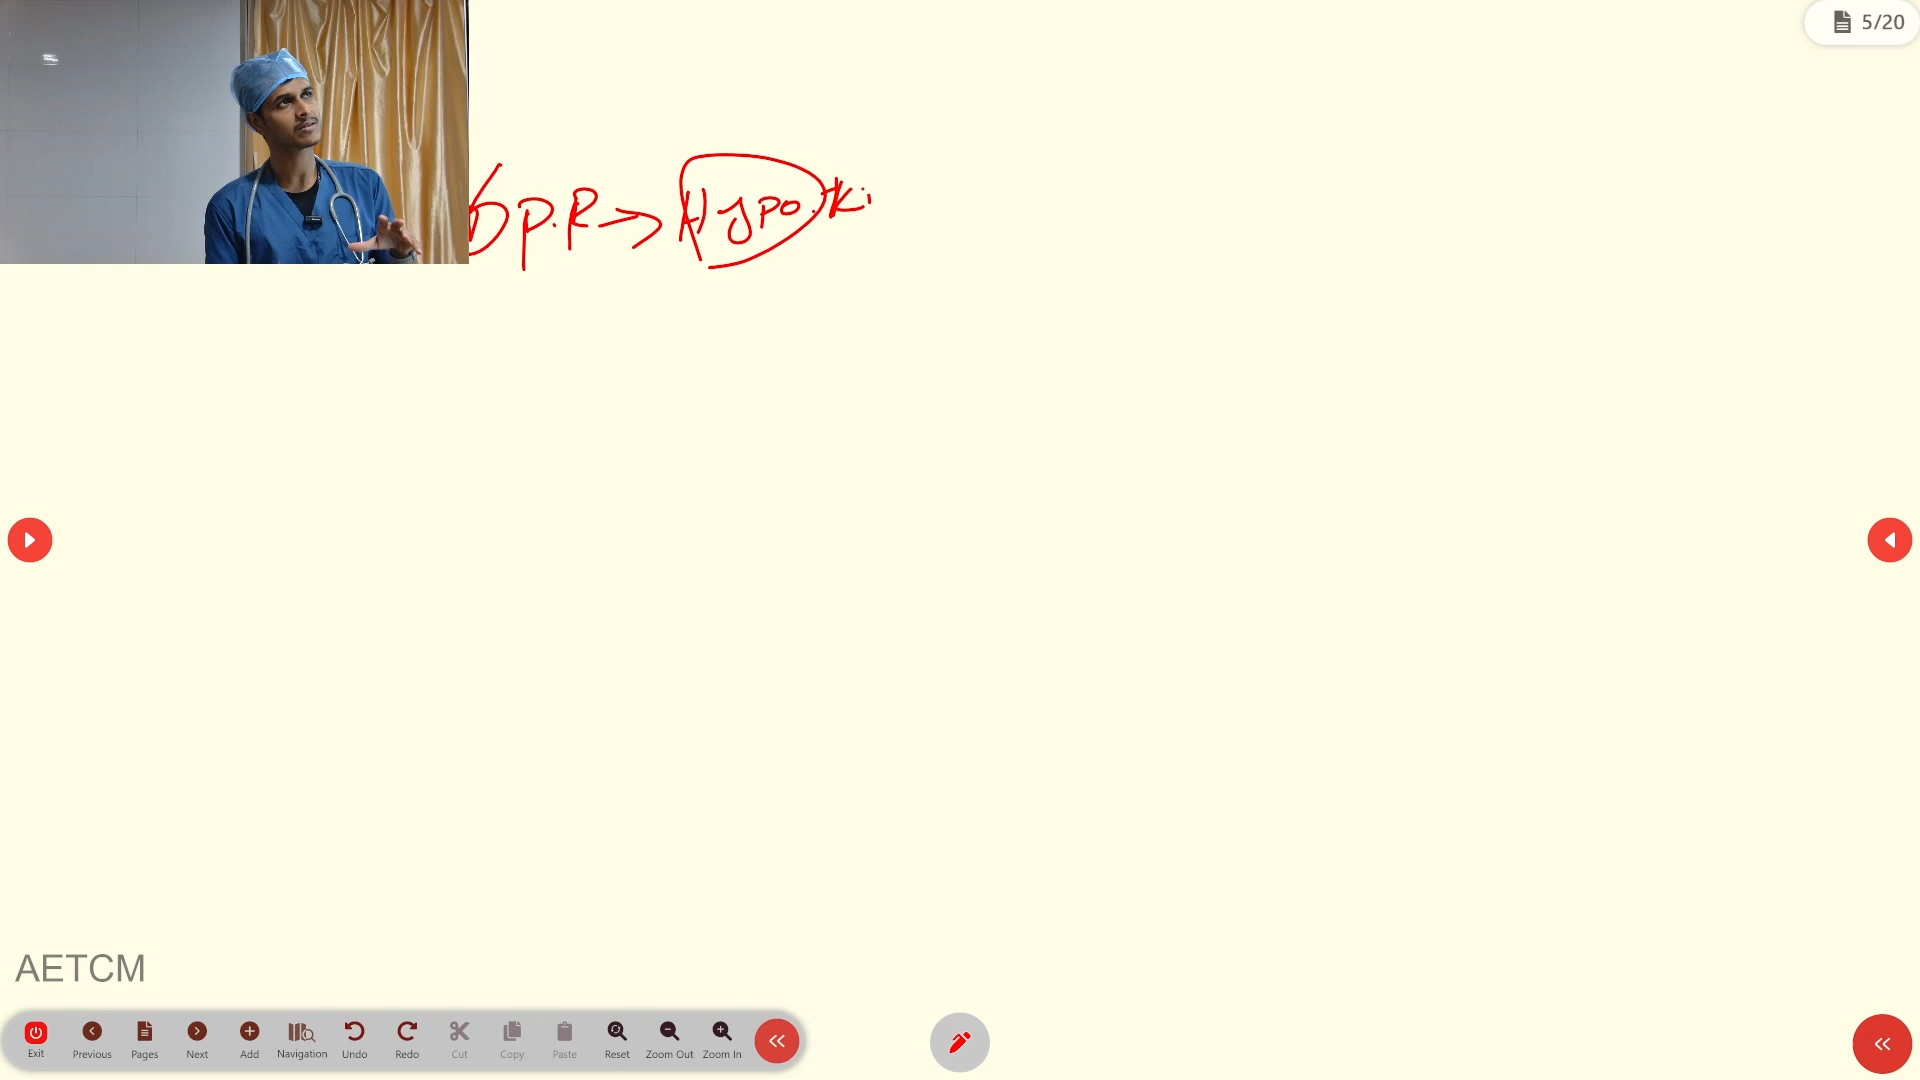 5/20
P.R → Hypo.Ki
AETCM
Exit Previous Pages Next Add Navigation Undo Redo Cut Copy Paste Reset Zoom Out Zoom In